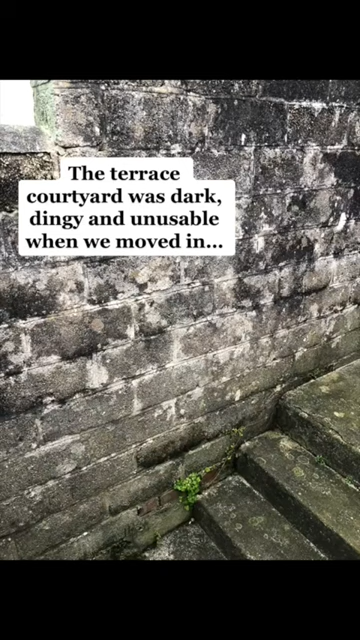 The terrace
courtyard was dark,
dingy and unusable
when we moved in...